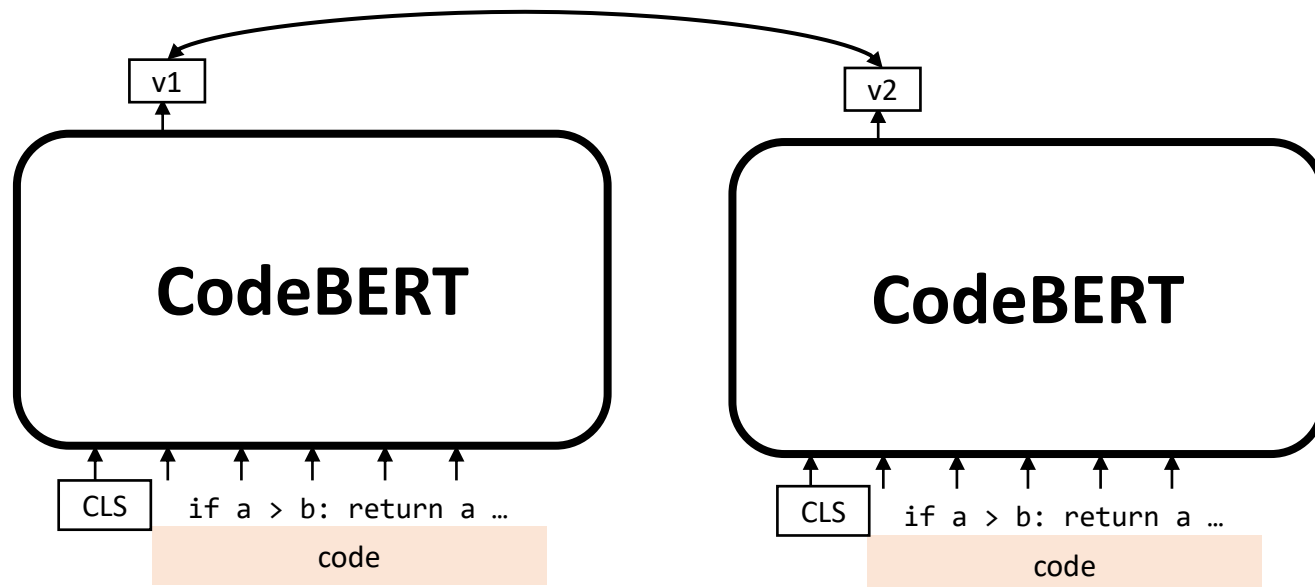 v1
v2
CodeBERT
CodeBERT
CLS
if a > b: return a …
CLS
if a > b: return a …
code
code